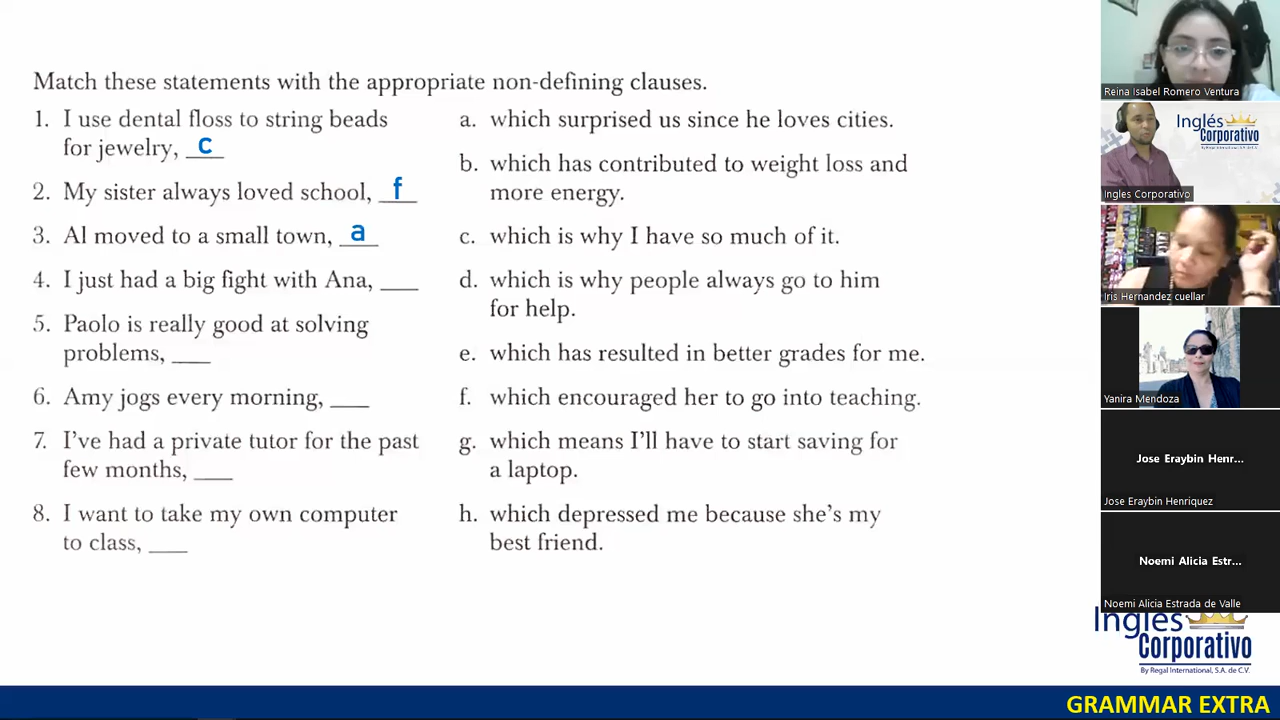 Match these statements with the appropriate non-defining clauses.
1. I use dental floss to string beads
for jewelry, c
2. My sister always loved school, f
3. Al moved to a small town, a
4. I just had a big fight with Ana, ___
5. Paolo is really good at solving
problems, ___
6. Amy jogs every morning, ___
7. I've had a private tutor for the past
few months, ___
8. I want to take my own computer
to class, ___
a. which surprised us since he loves cities.
b. which has contributed to weight loss and
more energy.
c. which is why I have so much of it.
d. which is why people always go to him
for help.
e. which has resulted in better grades for me.
f. which encouraged her to go into teaching.
g. which means I'll have to start saving for
a laptop.
h. which depressed me because she's my
best friend.
Reina Isabel Romero Ventura
Inglés
Corporativo
By Regal International, S.A. de C.V.
Ingles Corporativo
Iris Hernandez cuellar
Yanira Mendoza
Jose Eraybin Henr...
Jose Eraybin Henriquez
Noemi Alicia Estr...
Noemi Alicia Estrada de Valle
Inglés
Corporativo
By Regal International, S.A. de C.V.
GRAMMAR EXTRA